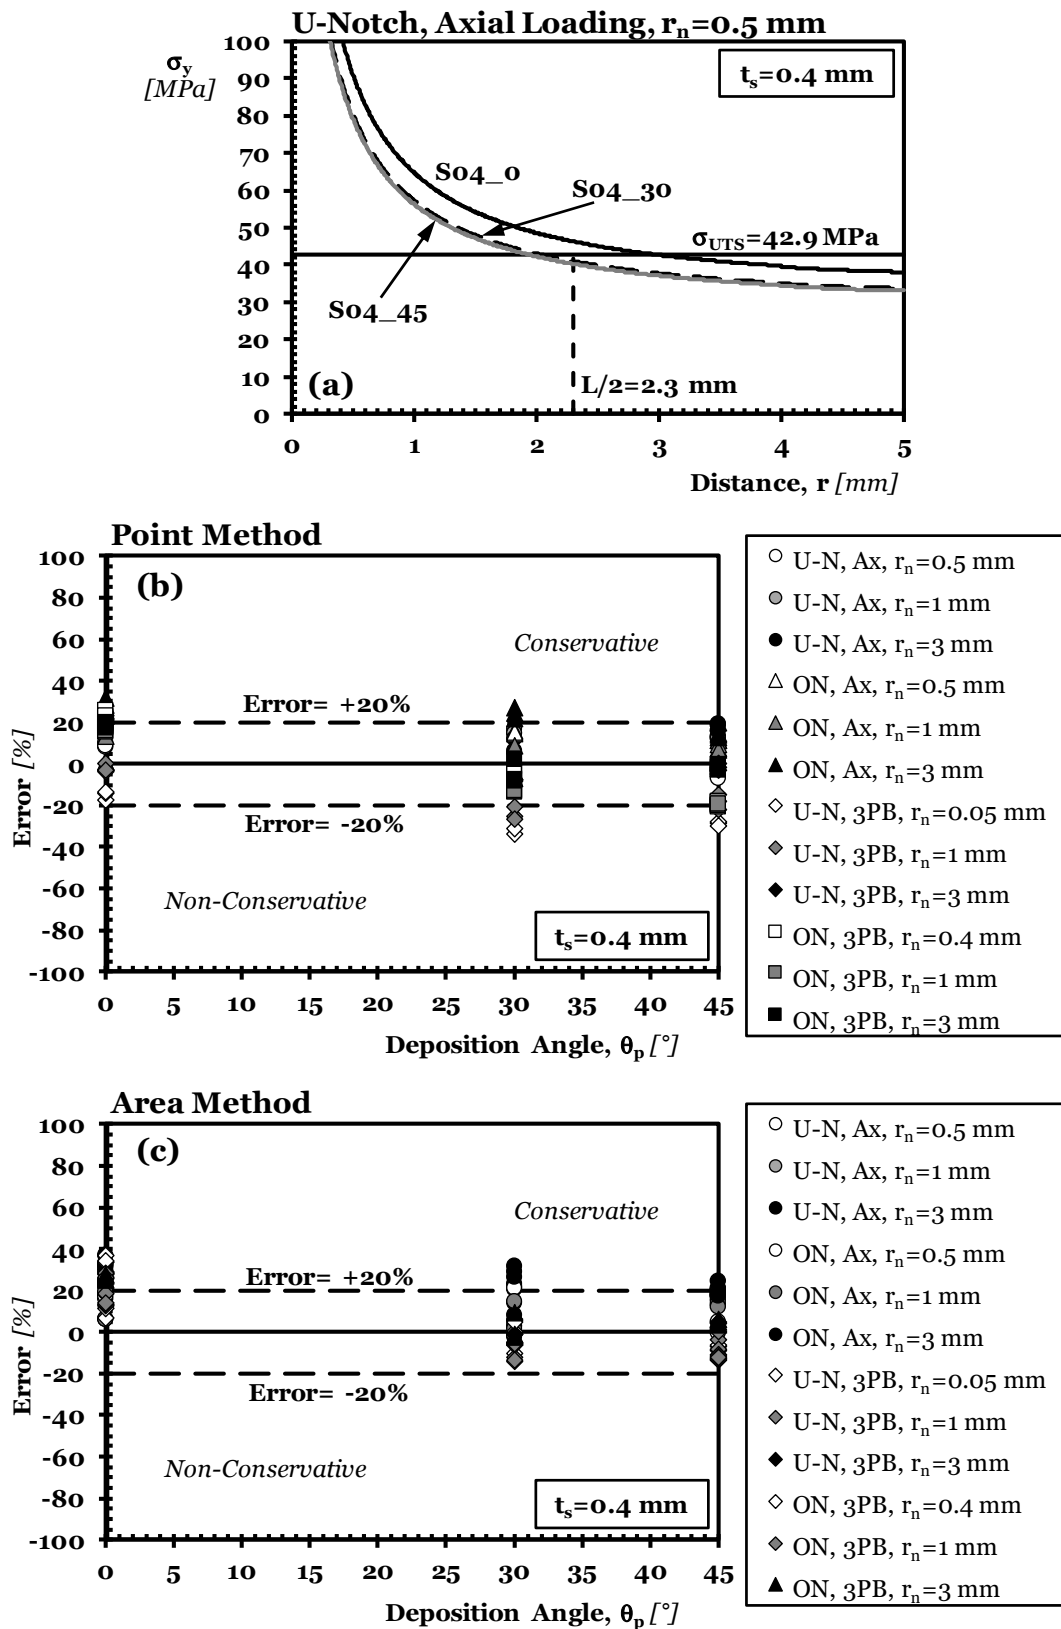 U-Notch, Axial Loading, rn=0.5 mm
σy
[MPa]
ts=0.4 mm
100
90
80
70
60
50
40
30
20
10
0
S04_0
S04_30
σUTS=42.9 MPa
S04_45
(a)
L/2=2.3 mm
0 1 2 3 4 5
Distance, r [mm]
Point Method
(b)
100
80
60
40
20
0
-20
-40
-60
-80
-100
Error [%]
Conservative
Error= +20%
Error= -20%
Non-Conservative
ts=0.4 mm
0 5 10 15 20 25 30 35 40 45
Deposition Angle, θp [°]
U-N, Ax, rn=0.5 mm
U-N, Ax, rn=1 mm
U-N, Ax, rn=3 mm
ON, Ax, rn=0.5 mm
ON, Ax, rn=1 mm
ON, Ax, rn=3 mm
U-N, 3PB, rn=0.05 mm
U-N, 3PB, rn=1 mm
U-N, 3PB, rn=3 mm
ON, 3PB, rn=0.4 mm
ON, 3PB, rn=1 mm
ON, 3PB, rn=3 mm
Area Method
(c)
100
80
60
40
20
0
-20
-40
-60
-80
-100
Error [%]
Conservative
Error= +20%
Error= -20%
Non-Conservative
ts=0.4 mm
0 5 10 15 20 25 30 35 40 45
Deposition Angle, θp [°]
U-N, Ax, rn=0.5 mm
U-N, Ax, rn=1 mm
U-N, Ax, rn=3 mm
ON, Ax, rn=0.5 mm
ON, Ax, rn=1 mm
ON, Ax, rn=3 mm
U-N, 3PB, rn=0.05 mm
U-N, 3PB, rn=1 mm
U-N, 3PB, rn=3 mm
ON, 3PB, rn=0.4 mm
ON, 3PB, rn=1 mm
ON, 3PB, rn=3 mm